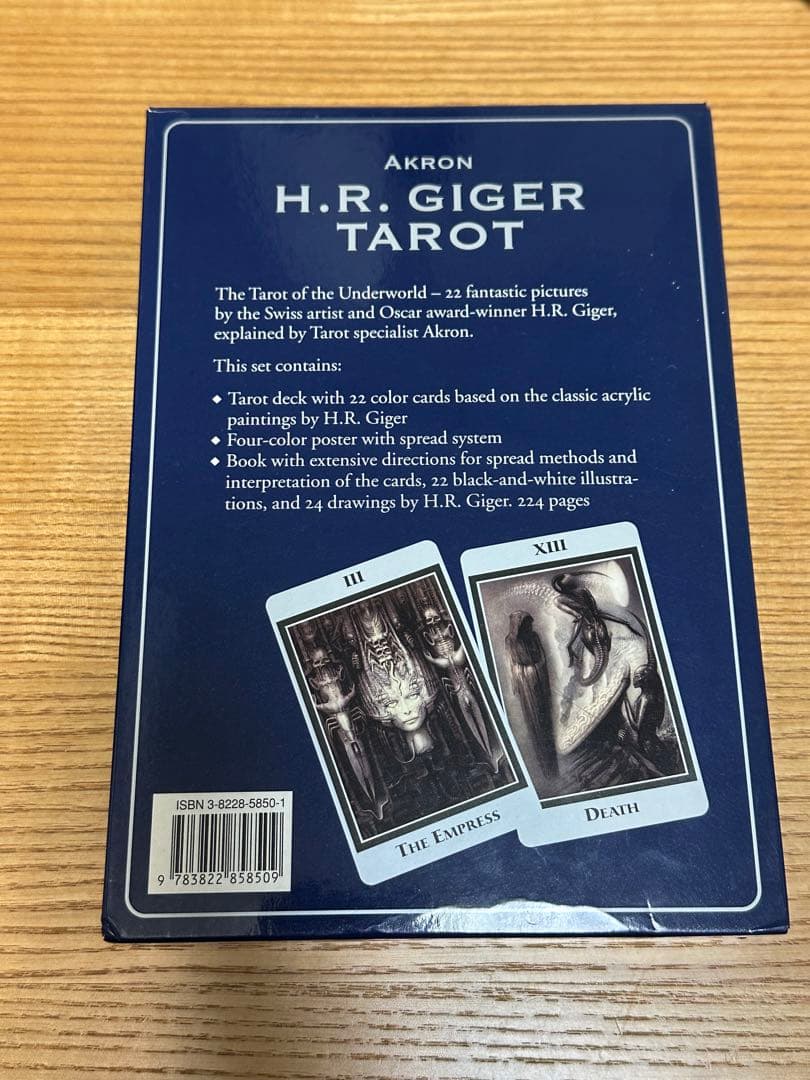 AKRON
H.R. GIGER
TAROT
The Tarot of the Underworld – 22 fantastic pictures
by the Swiss artist and Oscar award-winner H.R. Giger,
explained by Tarot specialist Akron.
This set contains:
◆ Tarot deck with 22 color cards based on the classic acrylic
paintings by H.R. Giger
◆ Four-color poster with spread system
◆ Book with extensive directions for spread methods and
interpretation of the cards, 22 black-and-white illustra-
tions, and 24 drawings by H.R. Giger. 224 pages
III
THE EMPRESS
XIII
DEATH
ISBN 3-8228-5850-1
9 783822 858509